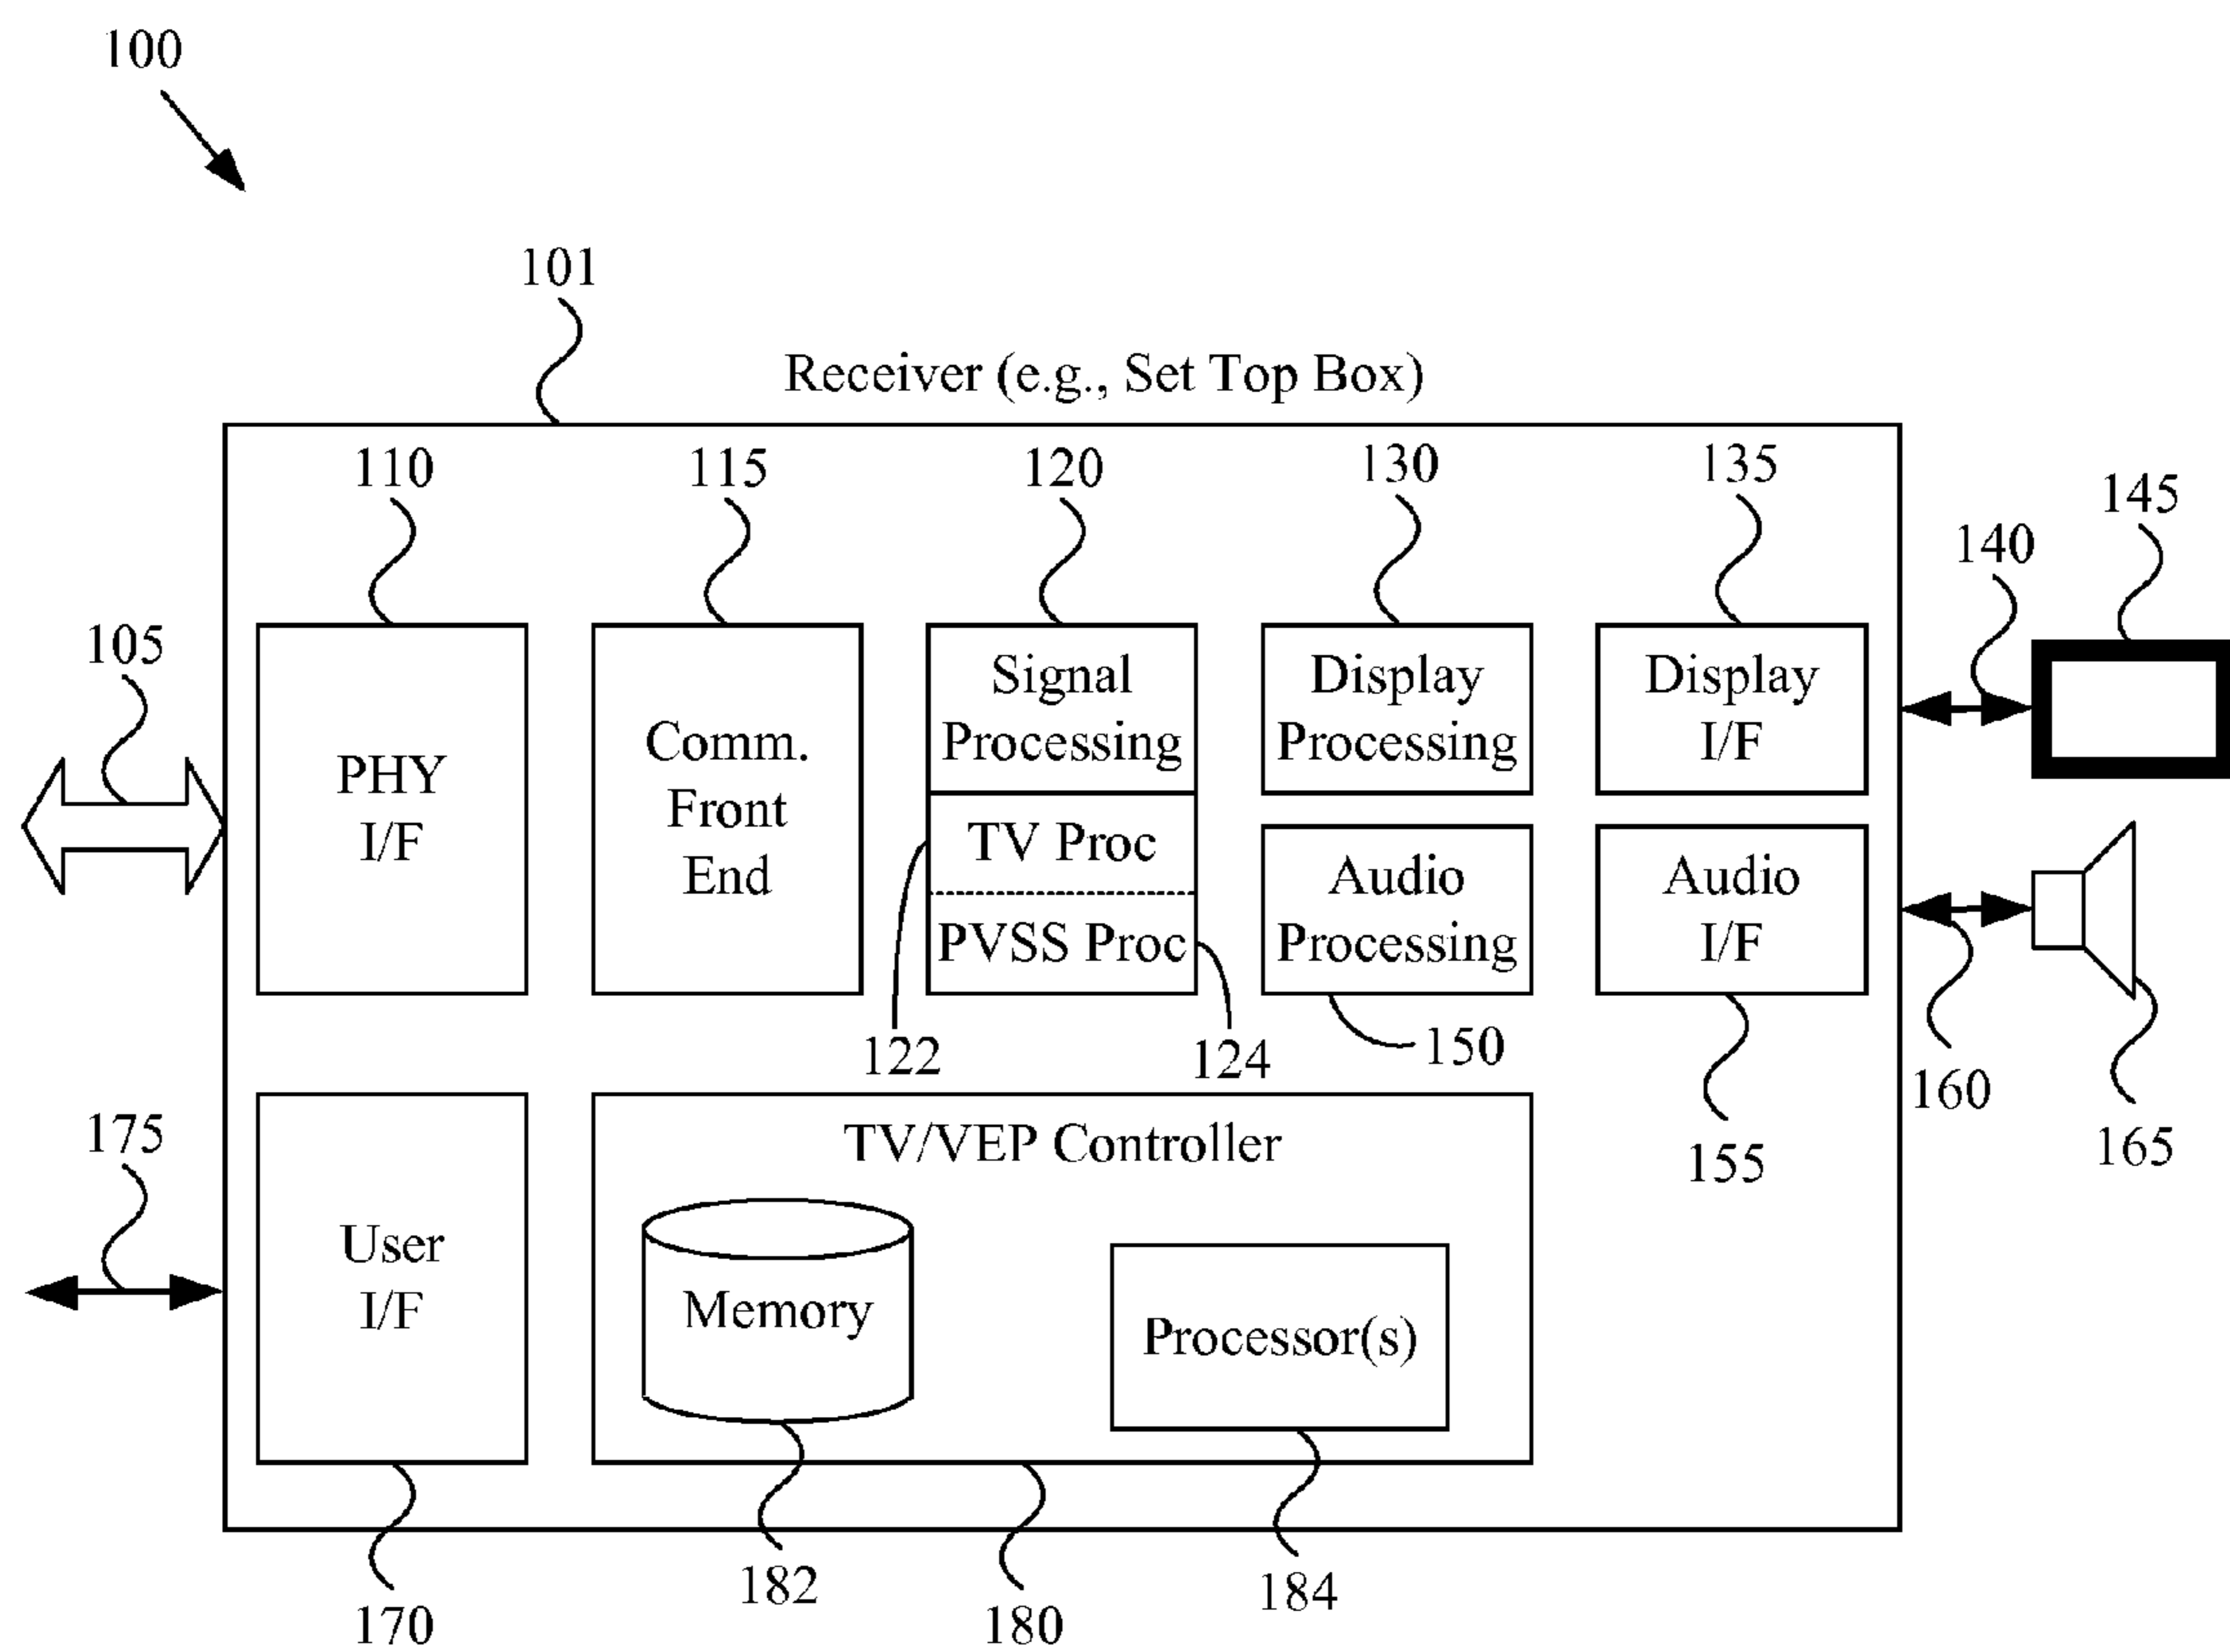 100
101
Receiver (e.g., Set Top Box)
110
115
120
130
135
145
140
105
PHY
I/F
Comm.
Front
End
Signal
Processing
TV Proc
PVSS Proc
Display
Processing
Audio
Processing
Display
I/F
Audio
I/F
122
124
150
160
165
155
175
User
I/F
TV/VEP Controller
Memory
Processor(s)
170
182
180
184